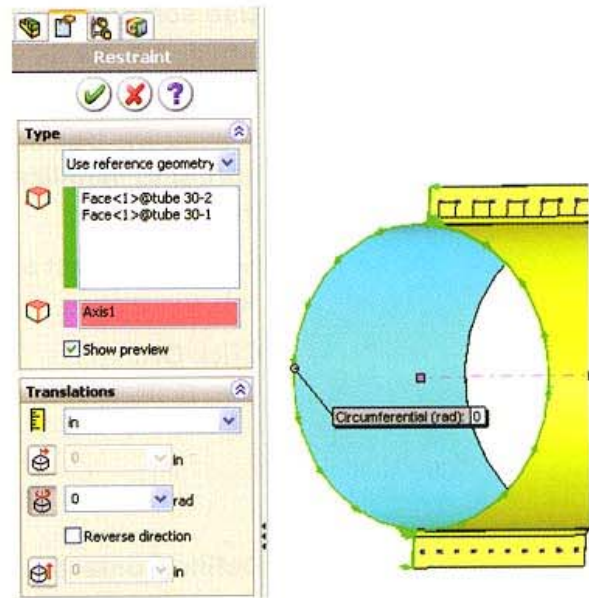 Restraint
Type
Use reference geometry
Face<1>@tube 30-2
Face<1>@tube 30-1
Axis1
Show preview
Translations
in
0 in
0 rad
Reverse direction
0 in
Circumferential (rad): 0